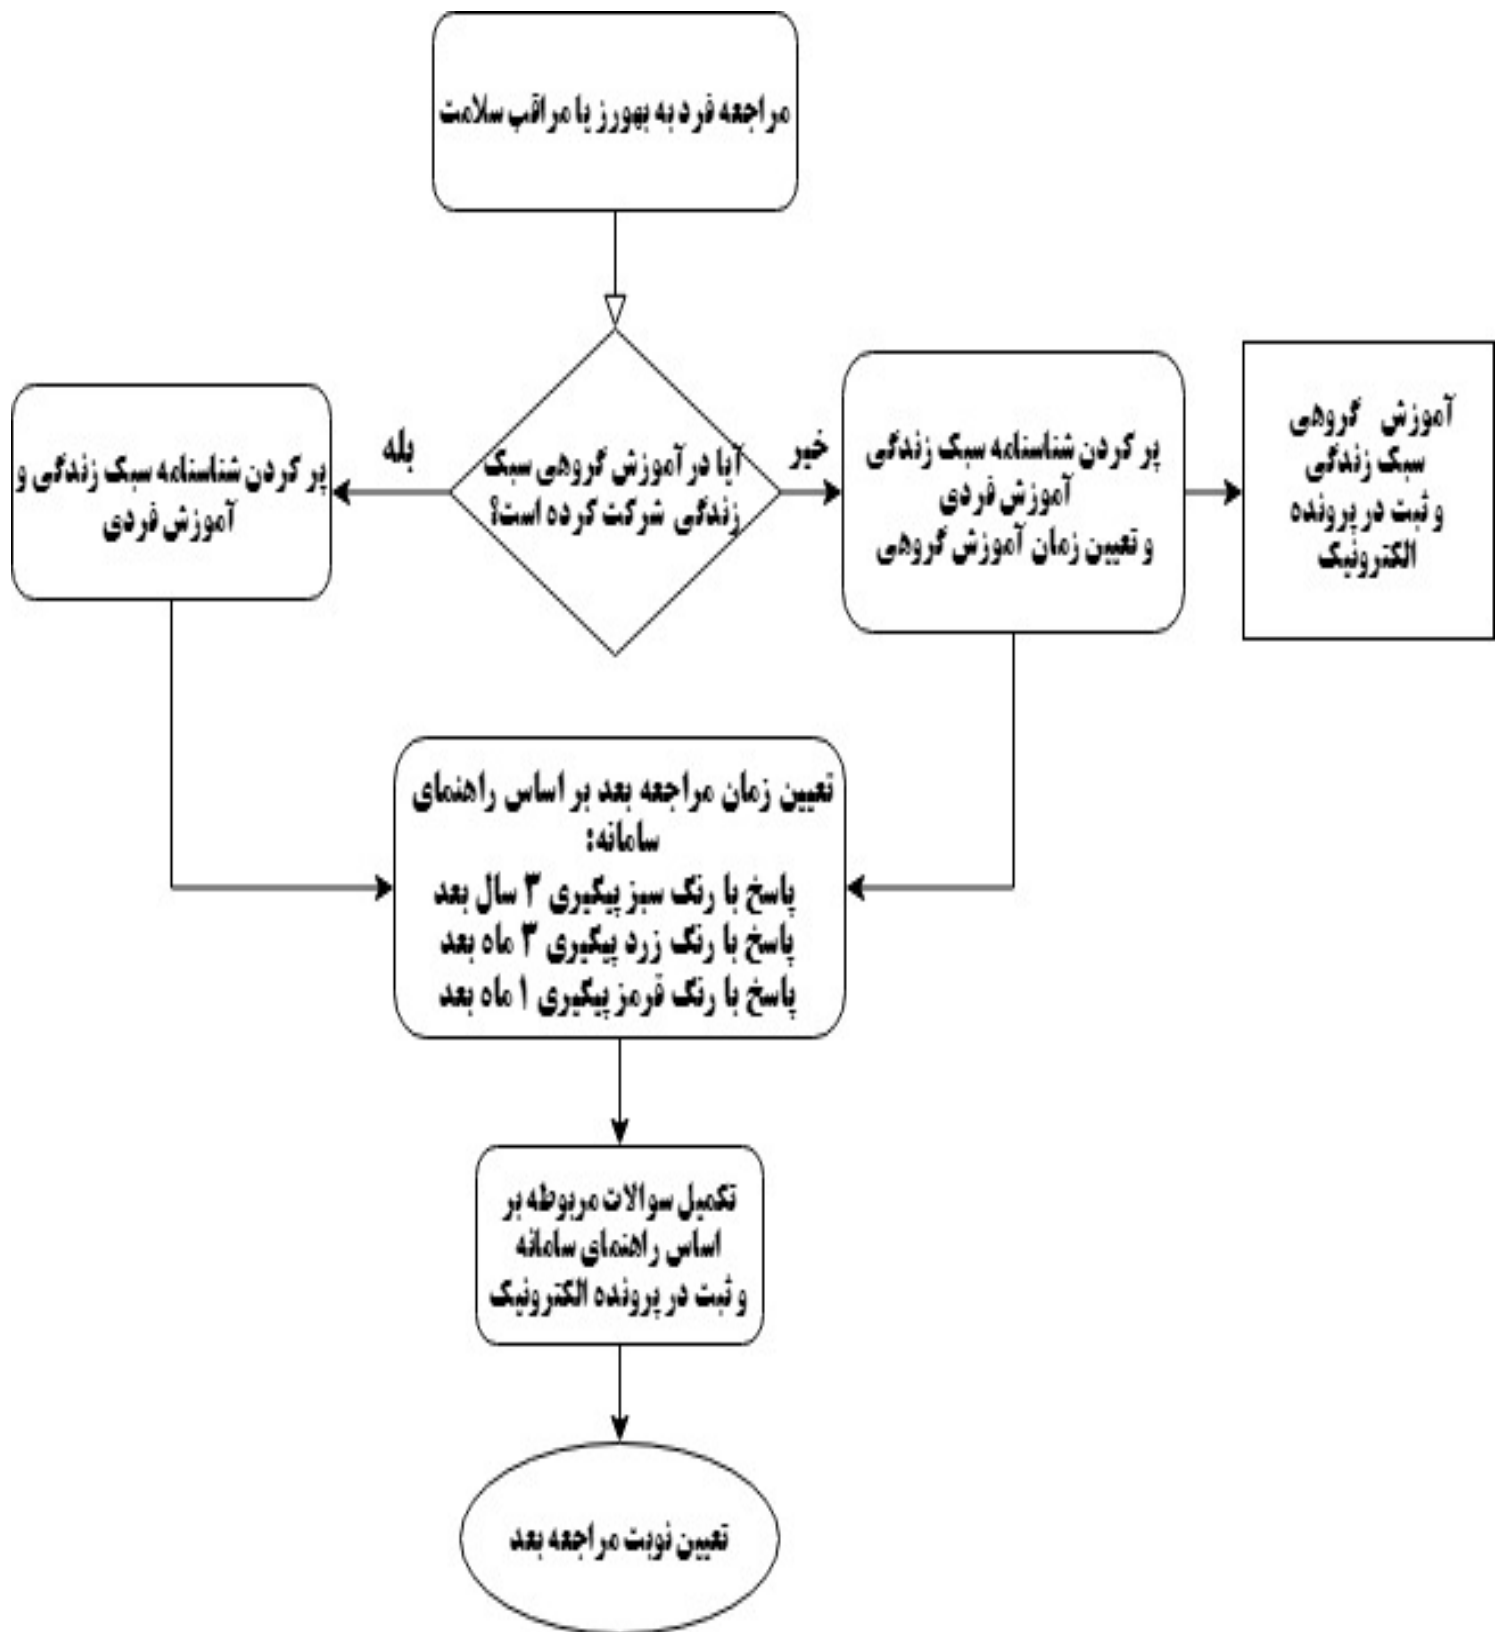 مراجعه فرد به بهورز یا مراقب سلامت
آیا در آموزش گروهی سبک
زندگی شرکت کرده است؟
خیر
بله
پر کردن شناسنامه سبک زندگی
آموزش فردی
و تعیین زمان آموزش گروهی
آموزش گروهی
سبک زندگی
و ثبت در پرونده
الکترونیک
پر کردن شناسنامه سبک زندگی و
آموزش فردی
تعیین زمان مراجعه بعد بر اساس راهنمای
سامانه:
پاسخ با رنگ سبز پیگیری ۳ سال بعد
پاسخ با رنگ زرد پیگیری ۳ ماه بعد
پاسخ با رنگ قرمز پیگیری ۱ ماه بعد
تکمیل سوالات مربوطه بر
اساس راهنمای سامانه
و ثبت در پرونده الکترونیک
تعیین نوبت مراجعه بعد